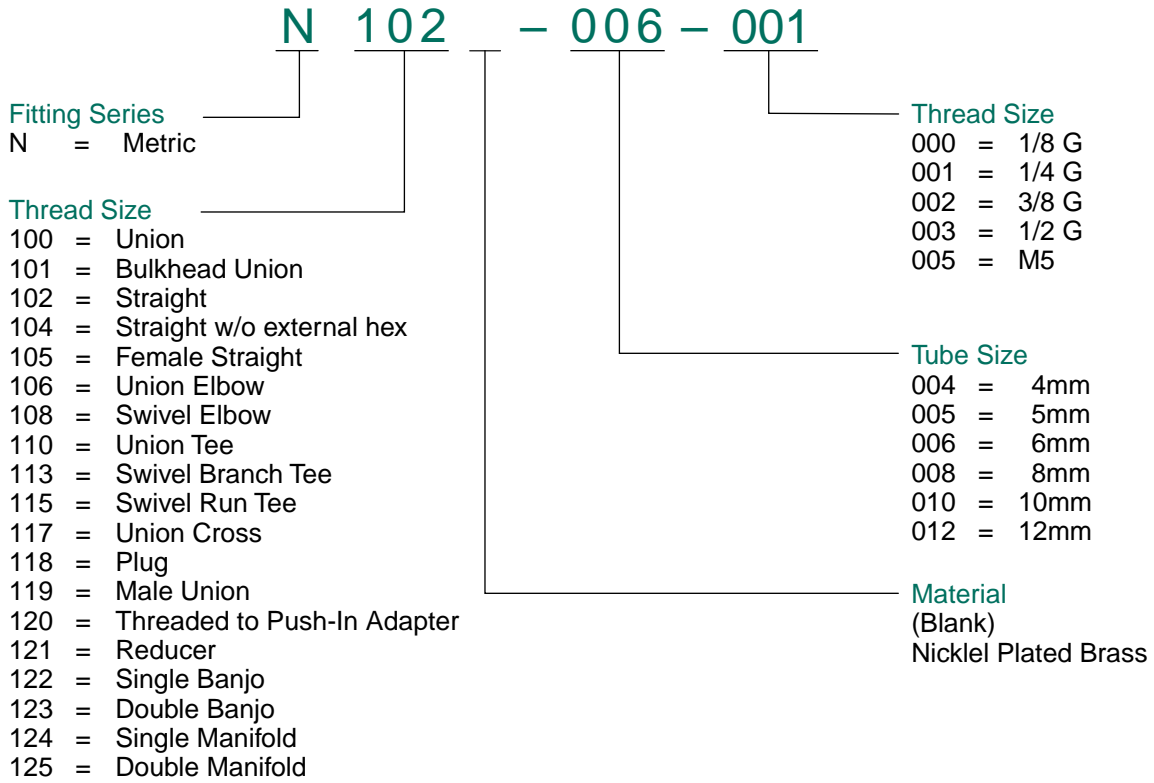 N 102 – 006 – 001
Fitting Series
N = Metric
Thread Size
100 = Union
101 = Bulkhead Union
102 = Straight
104 = Straight w/o external hex
105 = Female Straight
106 = Union Elbow
108 = Swivel Elbow
110 = Union Tee
113 = Swivel Branch Tee
115 = Swivel Run Tee
117 = Union Cross
118 = Plug
119 = Male Union
120 = Threaded to Push-In Adapter
121 = Reducer
122 = Single Banjo
123 = Double Banjo
124 = Single Manifold
125 = Double Manifold
Thread Size
000 = 1/8 G
001 = 1/4 G
002 = 3/8 G
003 = 1/2 G
005 = M5
Tube Size
004 = 4mm
005 = 5mm
006 = 6mm
008 = 8mm
010 = 10mm
012 = 12mm
Material
(Blank)
Nicklel Plated Brass